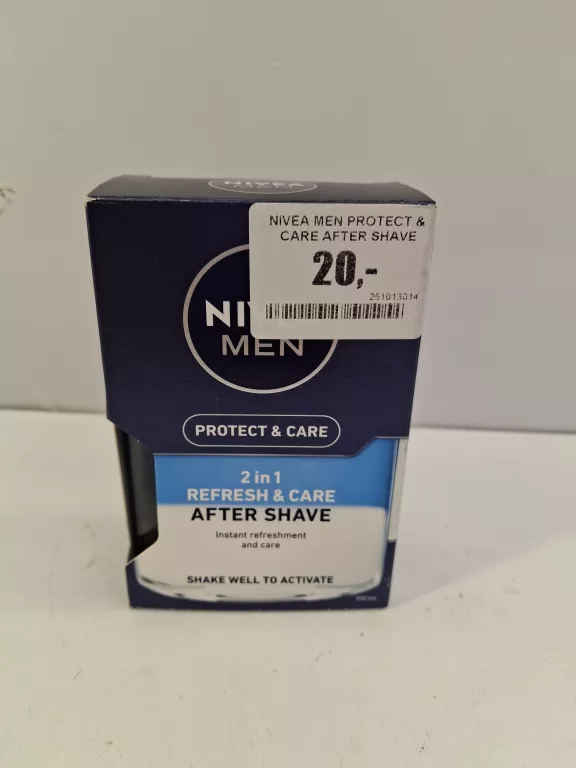 NIVEA
NIVEA MEN PROTECT &
CARE AFTER SHAVE
20,-
251013014
NIVEA
MEN
PROTECT & CARE
2 in 1
REFRESH & CARE
AFTER SHAVE
Instant refreshment
and care
SHAKE WELL TO ACTIVATE